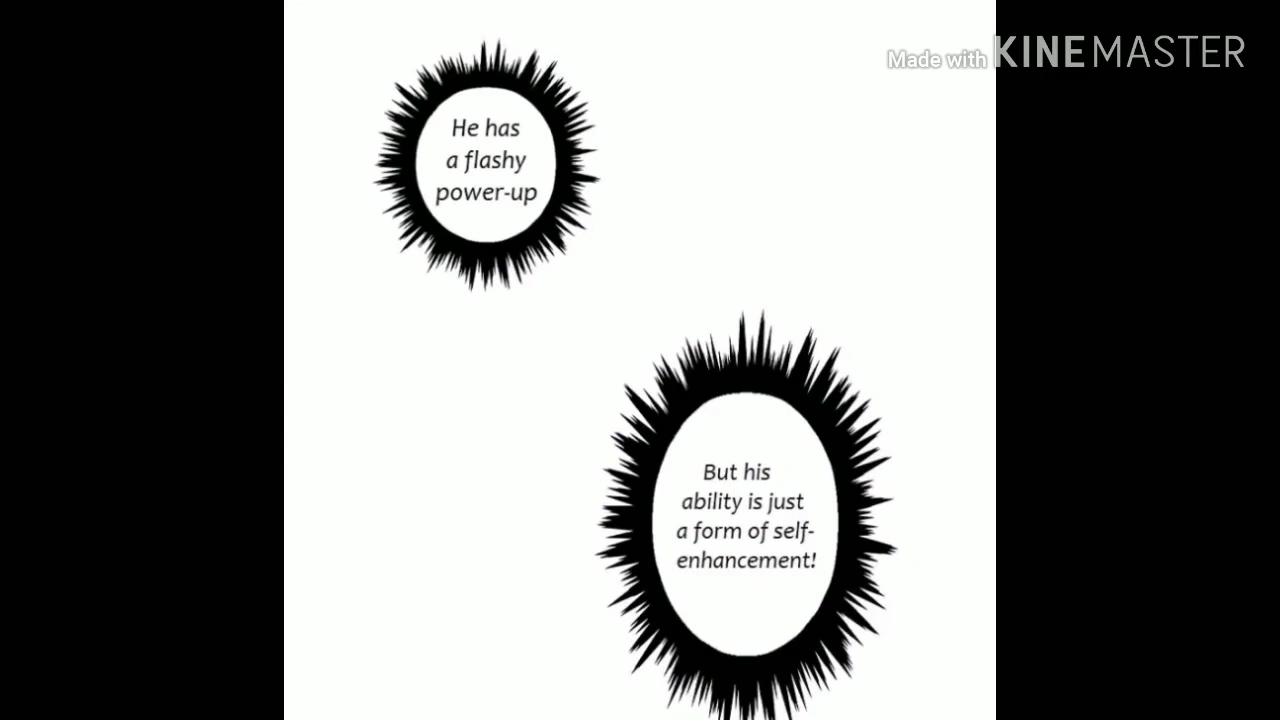 Made with KINEMASTER
He has
a flashy
power-up
But his
ability is just
a form of self-
enhancement!